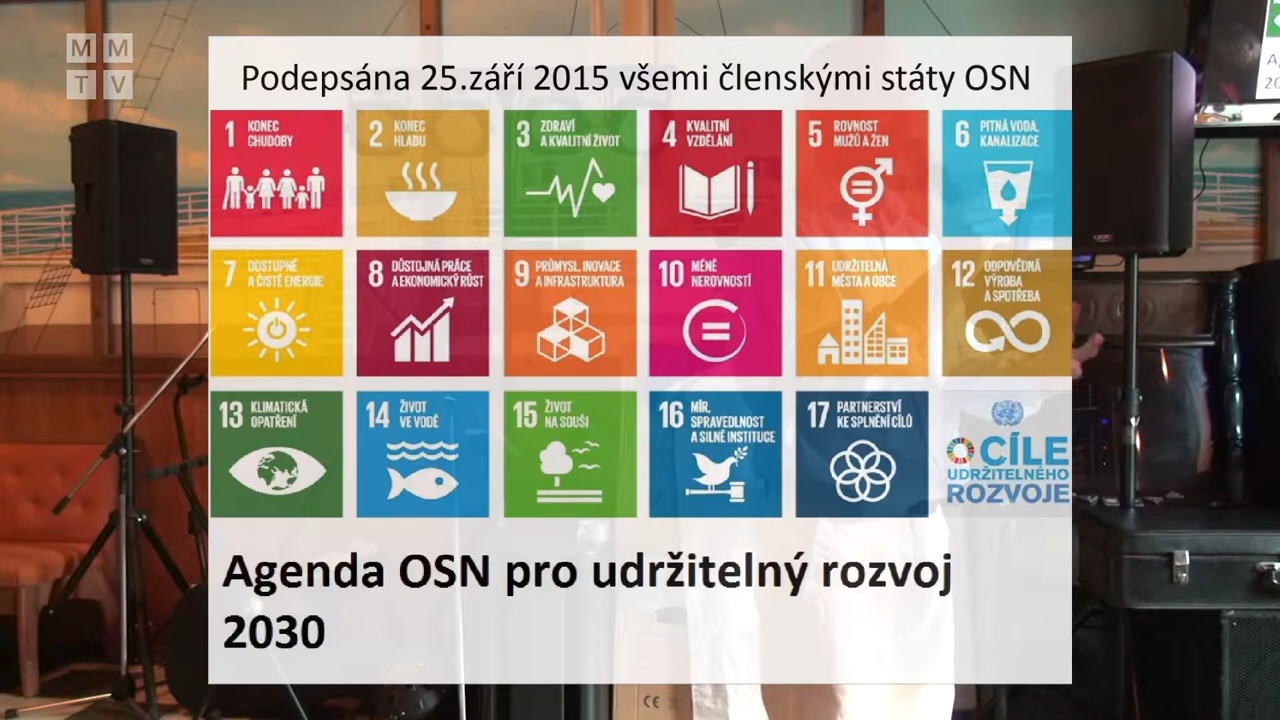 M M
T V
Podepsána 25.září 2015 všemi členskými státy OSN
1 KONEC
CHUDOBY
2 KONEC
HLADU
3 ZDRAVÍ
A KVALITNÍ ŽIVOT
4 KVALITNÍ
VZDĚLÁNÍ
5 ROVNOST
MUŽŮ A ŽEN
6 PITNÁ VODA,
KANALIZACE
7 DOSTUPNÉ
A ČISTÉ ENERGIE
8 DŮSTOJNÁ PRÁCE
A EKONOMICKÝ RŮST
9 PRŮMYSL, INOVACE
A INFRASTRUKTURA
10 MÉNĚ
NEROVNOSTÍ
11 UDRŽITELNÁ
MĚSTA A OBCE
12 ODPOVĚDNÁ
VÝROBA
A SPOTŘEBA
13 KLIMATICKÁ
OPATŘENÍ
14 ŽIVOT
VE VODĚ
15 ŽIVOT
NA SOUŠI
16 MÍR,
SPRAVEDLNOST
A SILNÉ INSTITUCE
17 PARTNERSTVÍ
KE SPLNĚNÍ CÍLŮ
CÍLE
UDRŽITELNÉHO
ROZVOJE
Agenda OSN pro udržitelný rozvoj
2030
CE